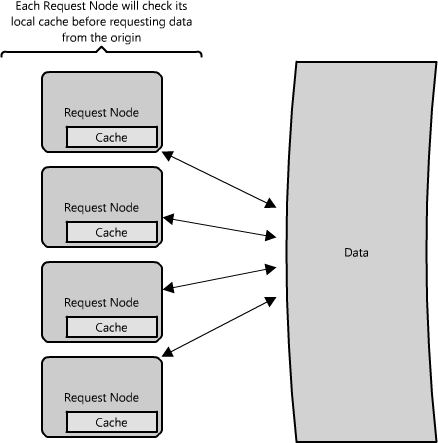 Each Request Node will check its
local cache before requesting data
from the origin
Request Node
Cache
Request Node
Cache
Request Node
Cache
Request Node
Cache
Data